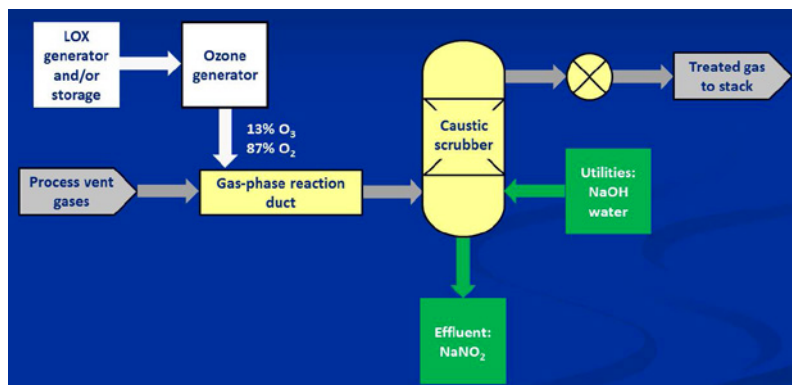 LOX
generator
and/or
storage
Ozone
generator
13% O₃
87% O₂
Process vent
gases
Gas-phase reaction
duct
Caustic
scrubber
Treated gas
to stack
Utilities:
NaOH
water
Effluent:
NaNO₂